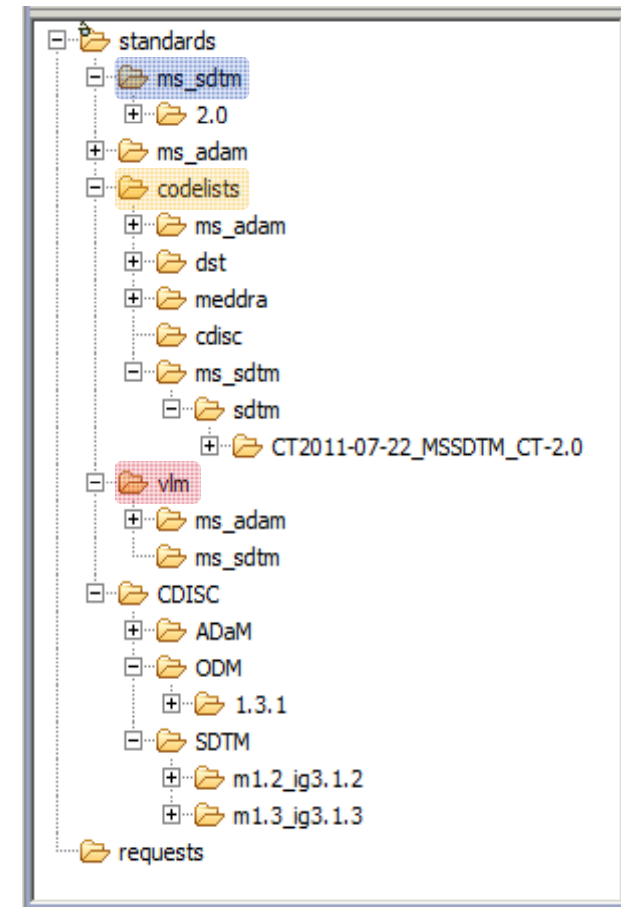 standards
ms_sdtm
2.0
ms_adam
codelists
ms_adam
dst
meddra
cdisc
ms_sdtm
sdtm
CT2011-07-22_MSSDTM_CT-2.0
vlm
ms_adam
ms_sdtm
CDISC
ADaM
ODM
1.3.1
SDTM
m1.2_ig3.1.2
m1.3_ig3.1.3
requests